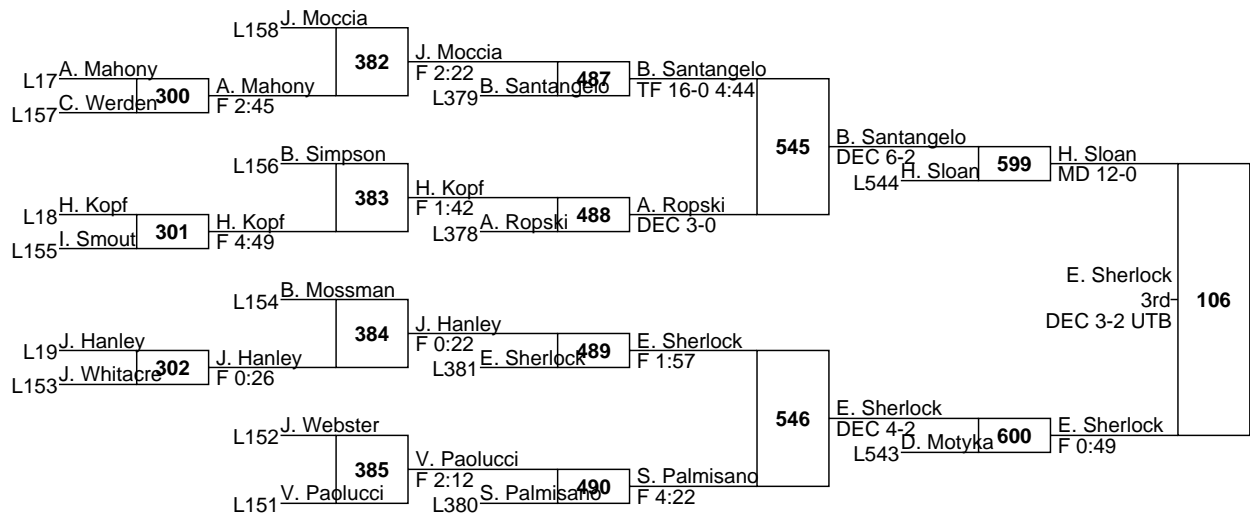 L158 J. Moccia
382
J. Moccia
F 2:22
L17 A. Mahony
300
L157 C. Werden
A. Mahony
F 2:45
487
L379 B. Santangelo
B. Santangelo
TF 16-0 4:44
L156 B. Simpson
383
H. Kopf
F 1:42
L18 H. Kopf
301
L155 I. Smout
H. Kopf
F 4:49
488
L378 A. Ropski
A. Ropski
DEC 3-0
545
B. Santangelo
DEC 6-2
L544 H. Sloan
599
H. Sloan
MD 12-0
L154 B. Mossman
384
J. Hanley
F 0:22
L19 J. Hanley
302
L153 J. Whitacre
J. Hanley
F 0:26
489
L381 E. Sherlock
E. Sherlock
F 1:57
L152 J. Webster
385
L151 V. Paolucci
V. Paolucci
F 2:12
490
L380 S. Palmisano
S. Palmisano
F 4:22
546
E. Sherlock
DEC 4-2
L543 D. Motyka
600
E. Sherlock
F 0:49
E. Sherlock
3rd
DEC 3-2 UTB
106